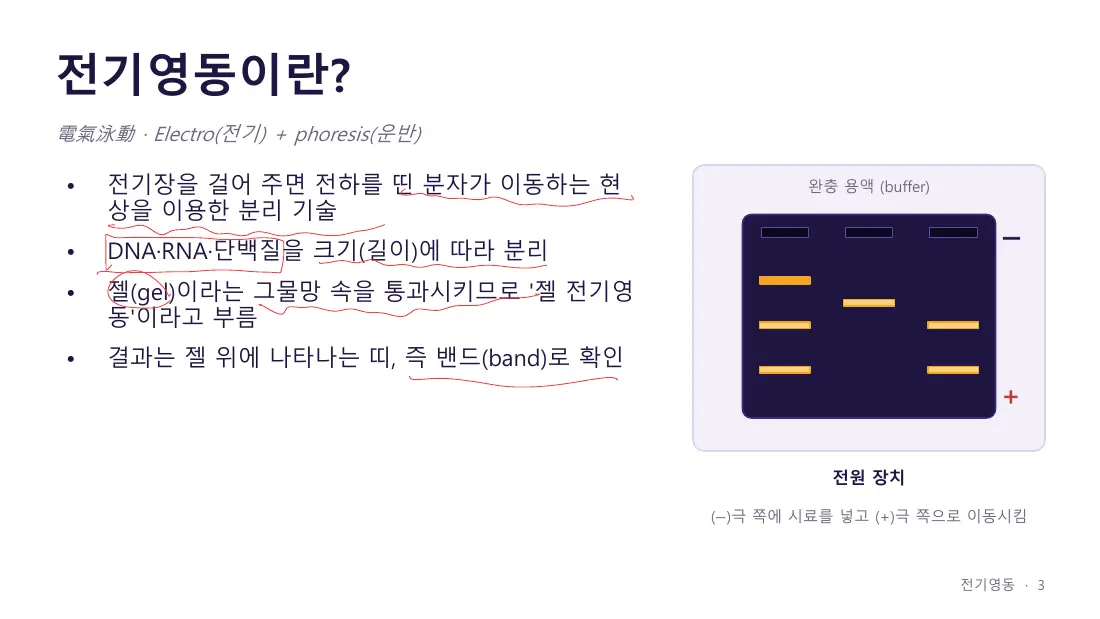 전기영동이란?
電氣泳動 · Electro(전기) + phoresis(운반)
• 전기장을 걸어 주면 전하를 띤 분자가 이동하는 현
상을 이용한 분리 기술
• DNA·RNA·단백질을 크기(길이)에 따라 분리
• 젤(gel)이라는 그물망 속을 통과시키므로 '젤 전기영
동'이라고 부름
• 결과는 젤 위에 나타나는 띠, 즉 밴드(band)로 확인
완충 용액 (buffer)
−
+
전원 장치
(−)극 쪽에 시료를 넣고 (+)극 쪽으로 이동시킴
전기영동 · 3